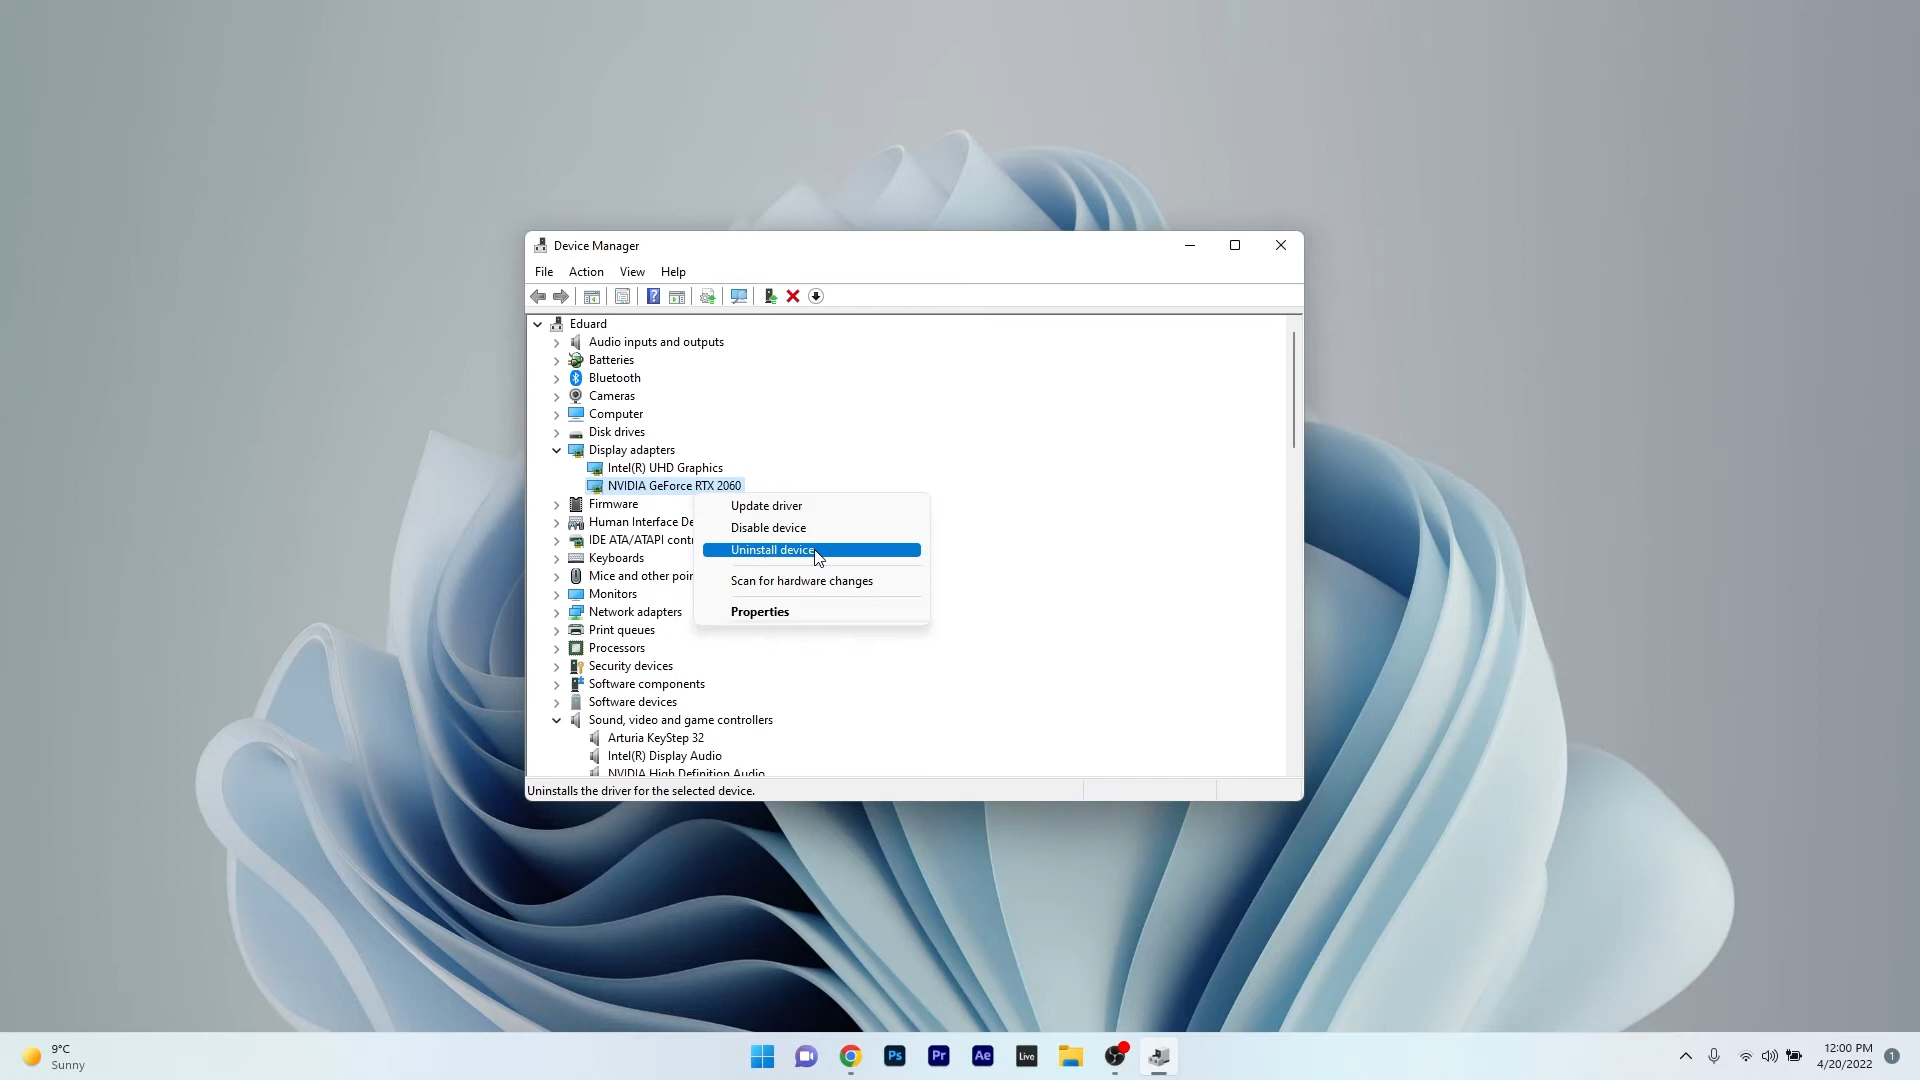 Device Manager
File Action View Help
Eduard
Audio inputs and outputs
Batteries
Bluetooth
Cameras
Computer
Disk drives
Display adapters
Intel(R) UHD Graphics
NVIDIA GeForce RTX 2060
Firmware
Update driver
Human Interface De
Disable device
IDE ATA/ATAPI contr
Uninstall device
Keyboards
Mice and other poin
Scan for hardware changes
Monitors
Network adapters
Properties
Print queues
Processors
Security devices
Software components
Software devices
Sound, video and game controllers
Arturia KeyStep 32
Intel(R) Display Audio
NVIDIA High Definition Audio
Uninstalls the driver for the selected device.
9°C
Sunny
Ps Pr Ae Live
12:00 PM
4/20/2022
1